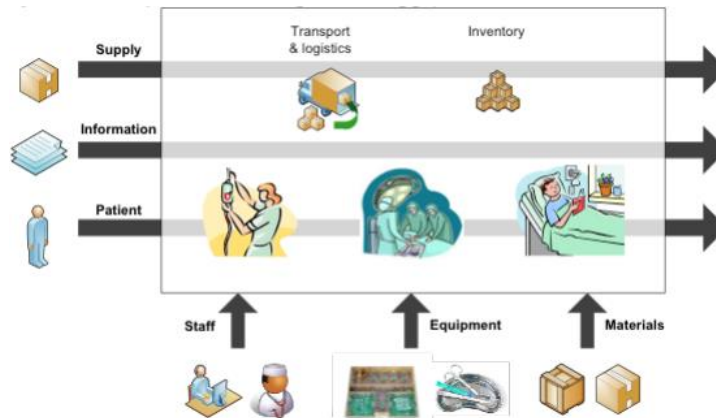 Supply
Transport
& logistics
Inventory
Information
Patient
Staff
Equipment
Materials